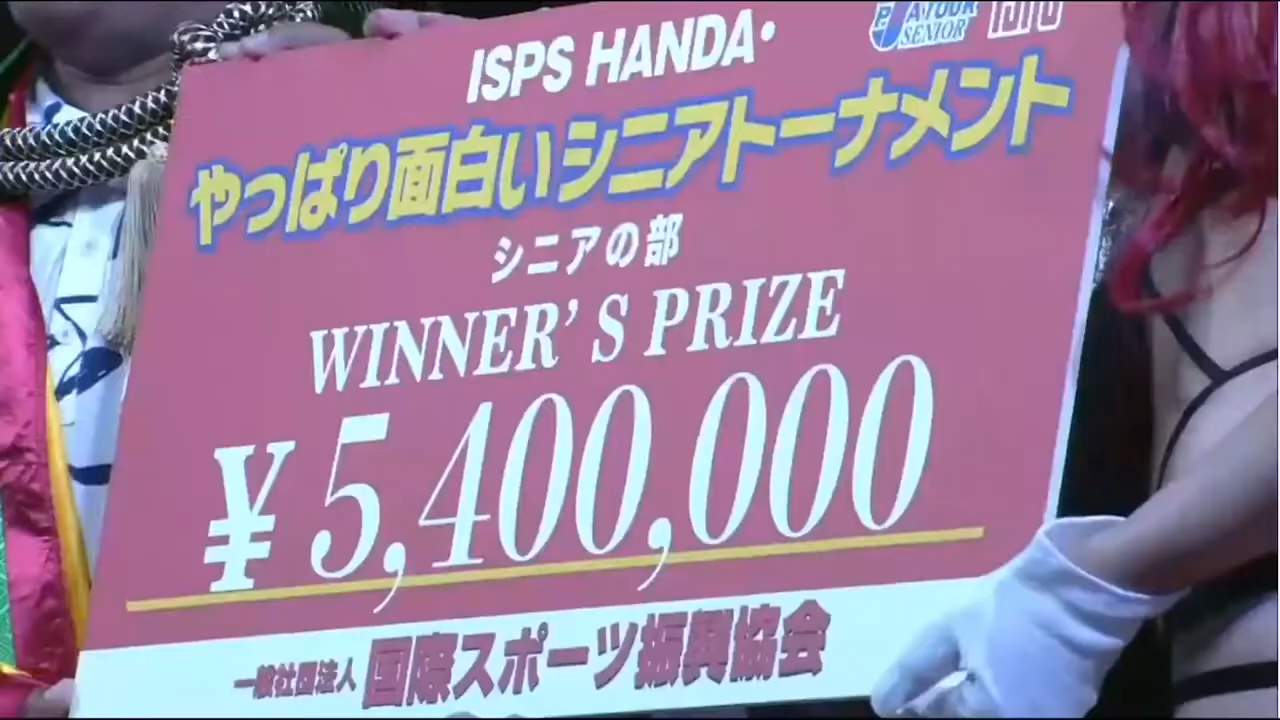 ISPS HANDA・
P A YOUR
SENIOR
やっぱり面白いシニアトーナメント
シニアの部
WINNER'S PRIZE
¥5,400,000
一般社団法人 国際スポーツ振興協会